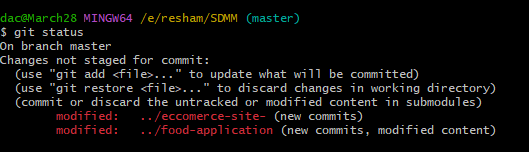 dac@March28 MINGW64 /e/resham/SDMM (master)
$ git status
On branch master
Changes not staged for commit:
  (use "git add <file>..." to update what will be committed)
  (use "git restore <file>..." to discard changes in working directory)
  (commit or discard the untracked or modified content in submodules)
        modified:   ../eccomerce-site- (new commits)
        modified:   ../food-application (new commits, modified content)